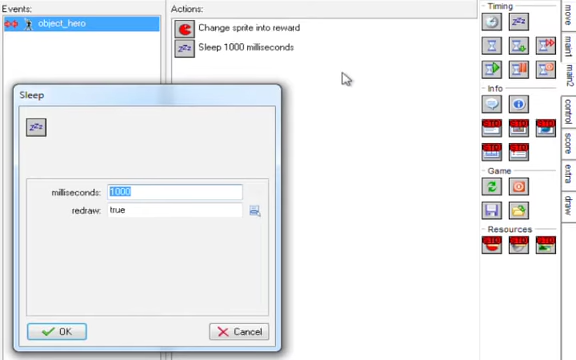 Events:
object_hero
Actions:
Change sprite into reward
Sleep 1000 milliseconds
Sleep
milliseconds: 1000
redraw: true
OK
Cancel
Timing
Info
Game
Resources
move
main1
main2
control
score
extra
draw